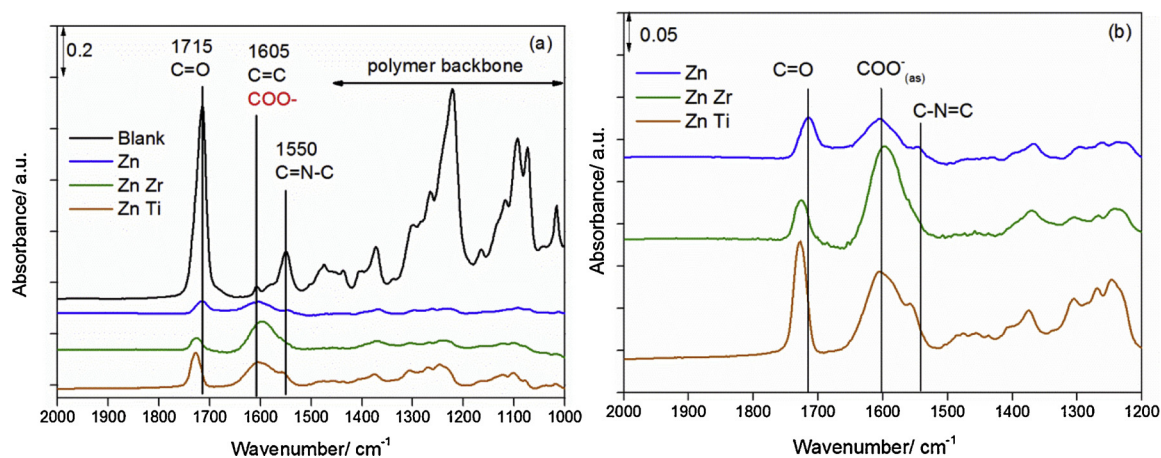 0.2
(a)
1715
C=O
1605
C=C
COO-
polymer backbone
1550
C=N-C
Blank
Zn
Zn Zr
Zn Ti
Absorbance/ a.u.
2000 1900 1800 1700 1600 1500 1400 1300 1200 1100 1000
Wavenumber/ cm⁻¹
0.05
(b)
C=O
COO⁻(as)
C-N=C
Zn
Zn Zr
Zn Ti
Absorbance/ a.u.
2000 1900 1800 1700 1600 1500 1400 1300 1200
Wavenumber/ cm⁻¹